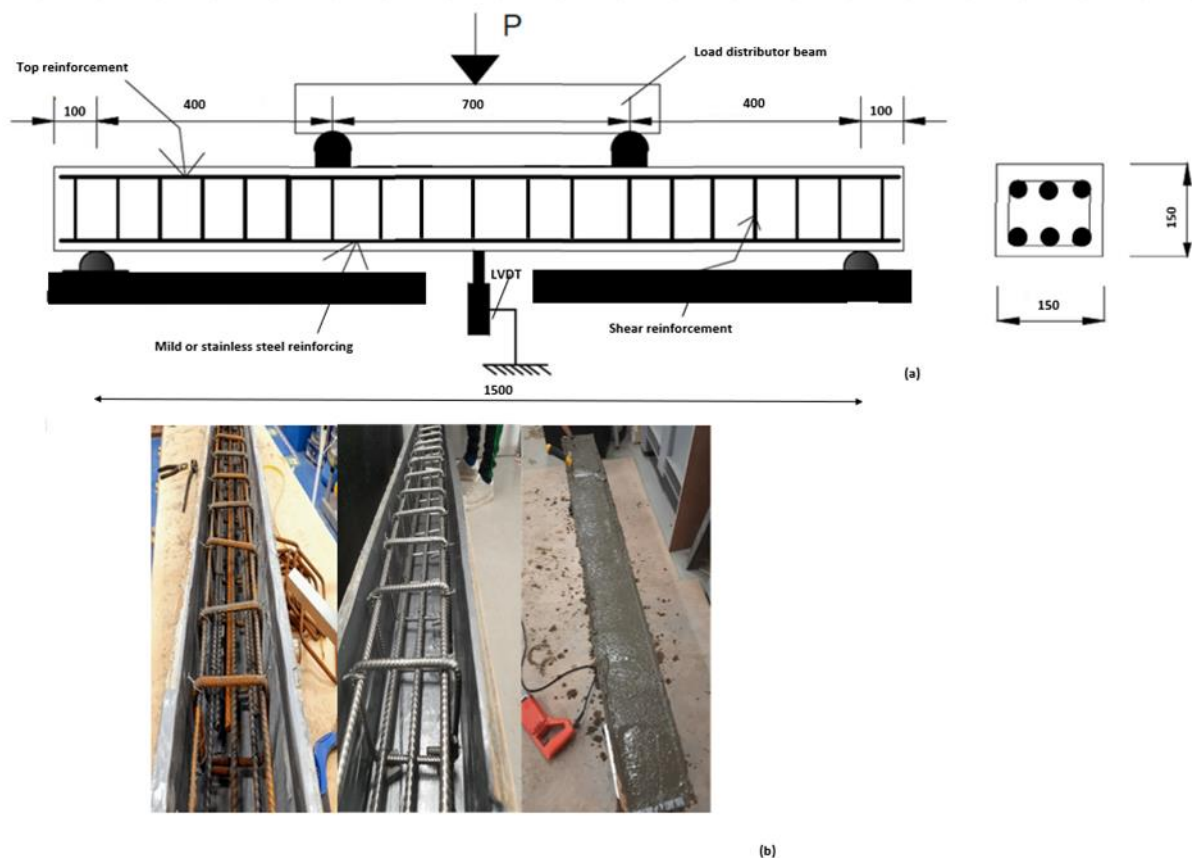 P
Load distributor beam
Top reinforcement
100
400
700
400
100
150
150
LVDT
Mild or stainless steel reinforcing
Shear reinforcement
(a)
1500
(b)